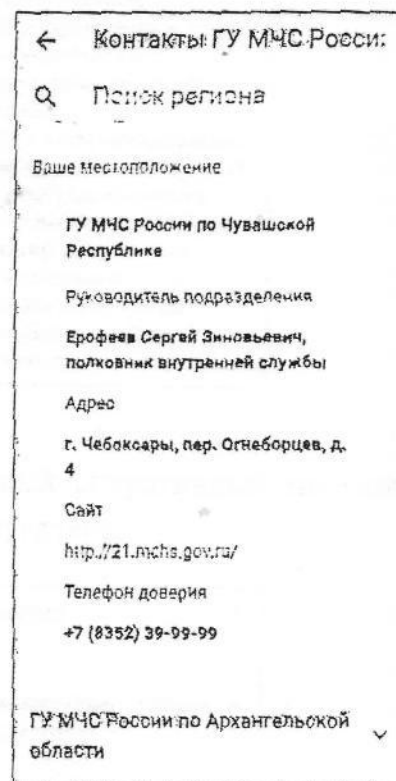 ← Контакты ГУ МЧС Росси
Поиск региона
Ваше местоположение
ГУ МЧС России по Чувашской
Республике
Руководитель подразделения
Ерофеев Сергей Зиновьевич,
полковник внутренней службы
Адрес
г. Чебоксары, пер. Огнеборцев, д.
4
Сайт
http://21.mchs.gov.ru/
Телефон доверия
+7 (8352) 39-99-99
ГУ МЧС России по Архангельской
области